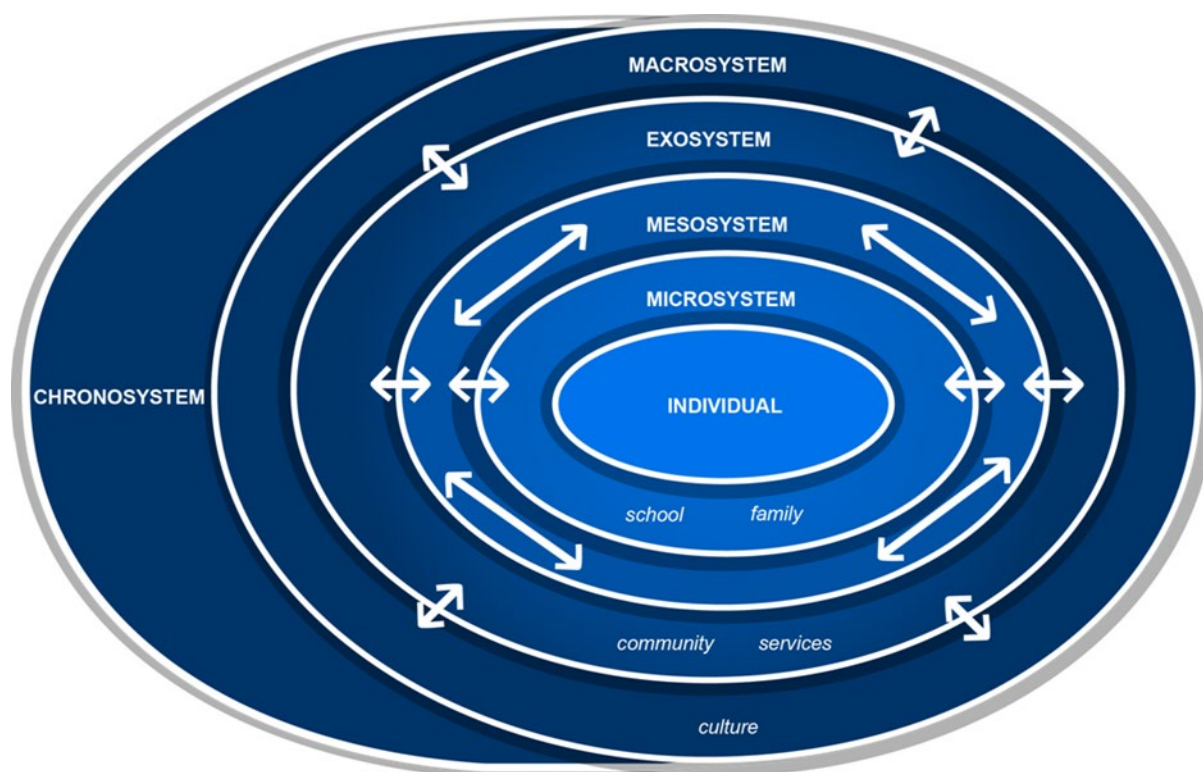 MACROSYSTEM
EXOSYSTEM
MESOSYSTEM
MICROSYSTEM
CHRONOSYSTEM
INDIVIDUAL
school family
community services
culture